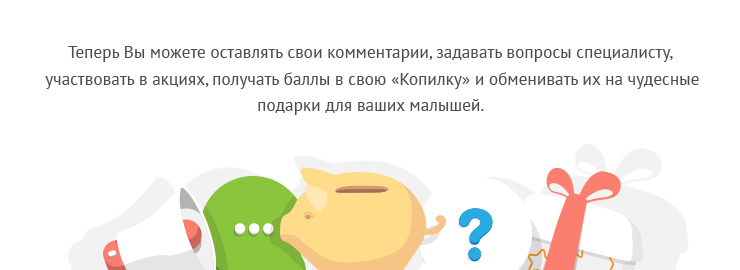 Теперь Вы можете оставлять свои комментарии, задавать вопросы специалисту,
участвовать в акциях, получать баллы в свою «Копилку» и обменивать их на чудесные
подарки для ваших малышей.
?